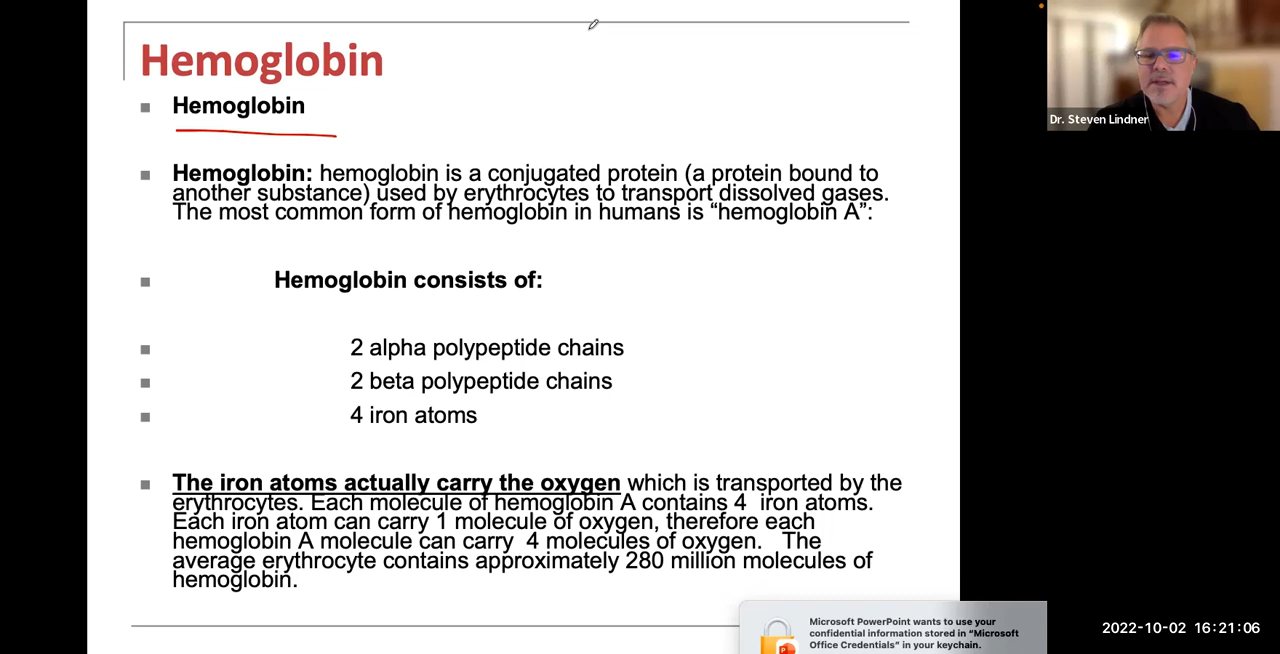 Hemoglobin
Hemoglobin
Hemoglobin: hemoglobin is a conjugated protein (a protein bound to
another substance) used by erythrocytes to transport dissolved gases.
The most common form of hemoglobin in humans is “hemoglobin A”:
Hemoglobin consists of:
2 alpha polypeptide chains
2 beta polypeptide chains
4 iron atoms
The iron atoms actually carry the oxygen which is transported by the
erythrocytes. Each molecule of hemoglobin A contains 4  iron atoms.
Each iron atom can carry 1 molecule of oxygen, therefore each
hemoglobin A molecule can carry  4 molecules of oxygen.   The
average erythrocyte contains approximately 280 million molecules of
hemoglobin.
Dr. Steven Lindner
Microsoft PowerPoint wants to use your
confidential information stored in “Microsoft
Office Credentials” in your keychain.
2022-10-02 16:21:06